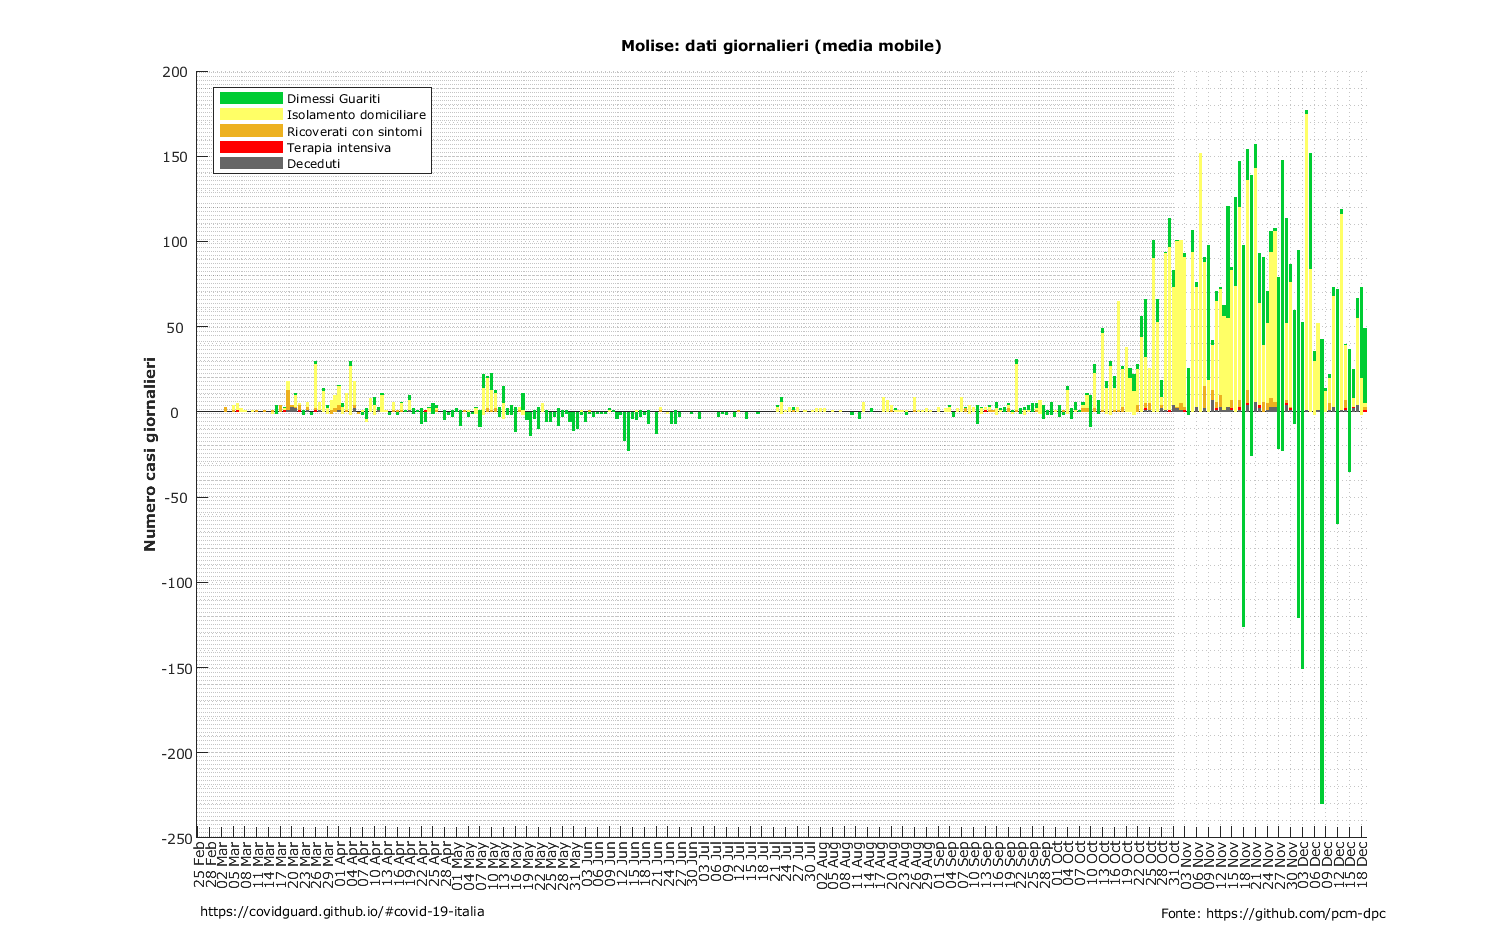 Molise: dati giornalieri (media mobile)
Dimessi Guariti
Isolamento domiciliare
Ricoverati con sintomi
Terapia intensiva
Deceduti
Numero casi giornalieri
200
150
100
50
0
-50
-100
-150
-200
-250
25 Feb
28 Feb
02 Mar
05 Mar
08 Mar
11 Mar
14 Mar
17 Mar
20 Mar
23 Mar
26 Mar
29 Mar
01 Apr
04 Apr
07 Apr
10 Apr
13 Apr
16 Apr
19 Apr
22 Apr
25 Apr
28 Apr
01 May
04 May
07 May
10 May
13 May
16 May
19 May
22 May
25 May
28 May
31 May
03 Jun
06 Jun
09 Jun
12 Jun
15 Jun
18 Jun
21 Jun
24 Jun
27 Jun
30 Jun
03 Jul
06 Jul
09 Jul
12 Jul
15 Jul
18 Jul
21 Jul
24 Jul
27 Jul
30 Jul
02 Aug
05 Aug
08 Aug
11 Aug
14 Aug
17 Aug
20 Aug
23 Aug
26 Aug
29 Aug
01 Sep
04 Sep
07 Sep
10 Sep
13 Sep
16 Sep
19 Sep
22 Sep
25 Sep
28 Sep
01 Oct
04 Oct
07 Oct
10 Oct
13 Oct
16 Oct
19 Oct
22 Oct
25 Oct
28 Oct
31 Oct
03 Nov
06 Nov
09 Nov
12 Nov
15 Nov
18 Nov
21 Nov
24 Nov
27 Nov
30 Nov
03 Dec
06 Dec
09 Dec
12 Dec
15 Dec
18 Dec
https://covidguard.github.io/#covid-19-italia
Fonte: https://github.com/pcm-dpc